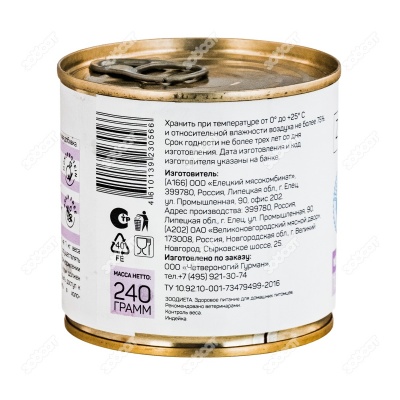 Хранить при температуре от 0° до +25° С
и относительной влажности воздуха не более 75%.
Срок годности не более трех лет со дня
изготовления. Дата изготовления и код
изготовителя указаны на банке.
Изготовитель:
[А166] ООО «Елецкий мясокомбинат»,
399780, Россия, Липецкая обл., г. Елец,
ул. Промышленная, 90, офис 202.
Адрес производства: 399780, Россия,
Липецкая обл., г. Елец, ул. Промышленная, 90
[А202] ОАО «Великоновгородский мясной двор»,
173008, Россия, Новгородская обл., г. Великий
Новгород, Сырковское шоссе, 25
Изготовлено по заказу:
ООО «Четвероногий Гурман»,
тел.: +7 (495) 921-30-74
ТУ 10.9210-001-73479499-2016
ЗООДИЕТА. Здоровое питание для домашних питомцев.
Рекомендовано ветеринарами.
Контроль веса
Индейка
4610139230566
40
FE
МАССА НЕТТО:
240
ГРАММ